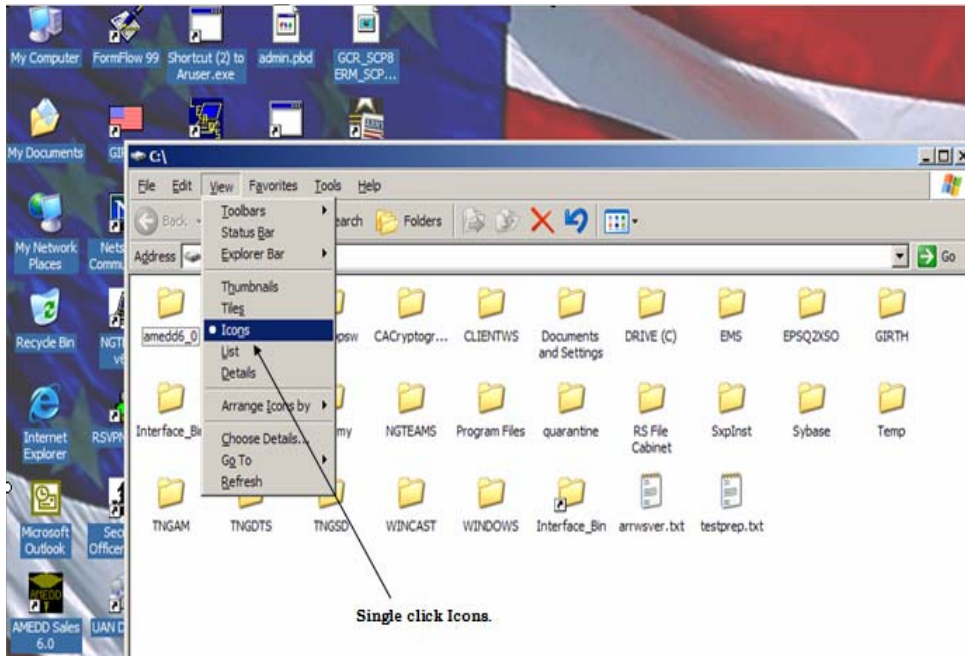 My Computer
FormFlow 99
Shortcut (2) to
Aruser.exe
admin.pbd
GCR_SCP8
ERM_SCP...
My Documents
My Network
Places
Recycle Bin
Internet
Explorer
Microsoft
Outlook
AMEDD Sales
6.0
C:\
File Edit View Favorites Tools Help
Back
Folders
Address
Go
Toolbars
Status Bar
Explorer Bar
Thumbnails
Tiles
Icons
List
Details
Arrange Icons by
Choose Details...
Go To
Refresh
amedd6_0
CACryptogr...
CLIENTWS
Documents
and Settings
DRIVE (C)
EMS
EPSQ2XSO
GIRTH
NGTEAMS
Program Files
quarantine
RS File
Cabinet
SxpInst
Sybase
Temp
TNGAM
TNGDTS
TNGSD
WINCAST
WINDOWS
Interface_Bin
arrwsver.txt
testprep.txt
Single click Icons.